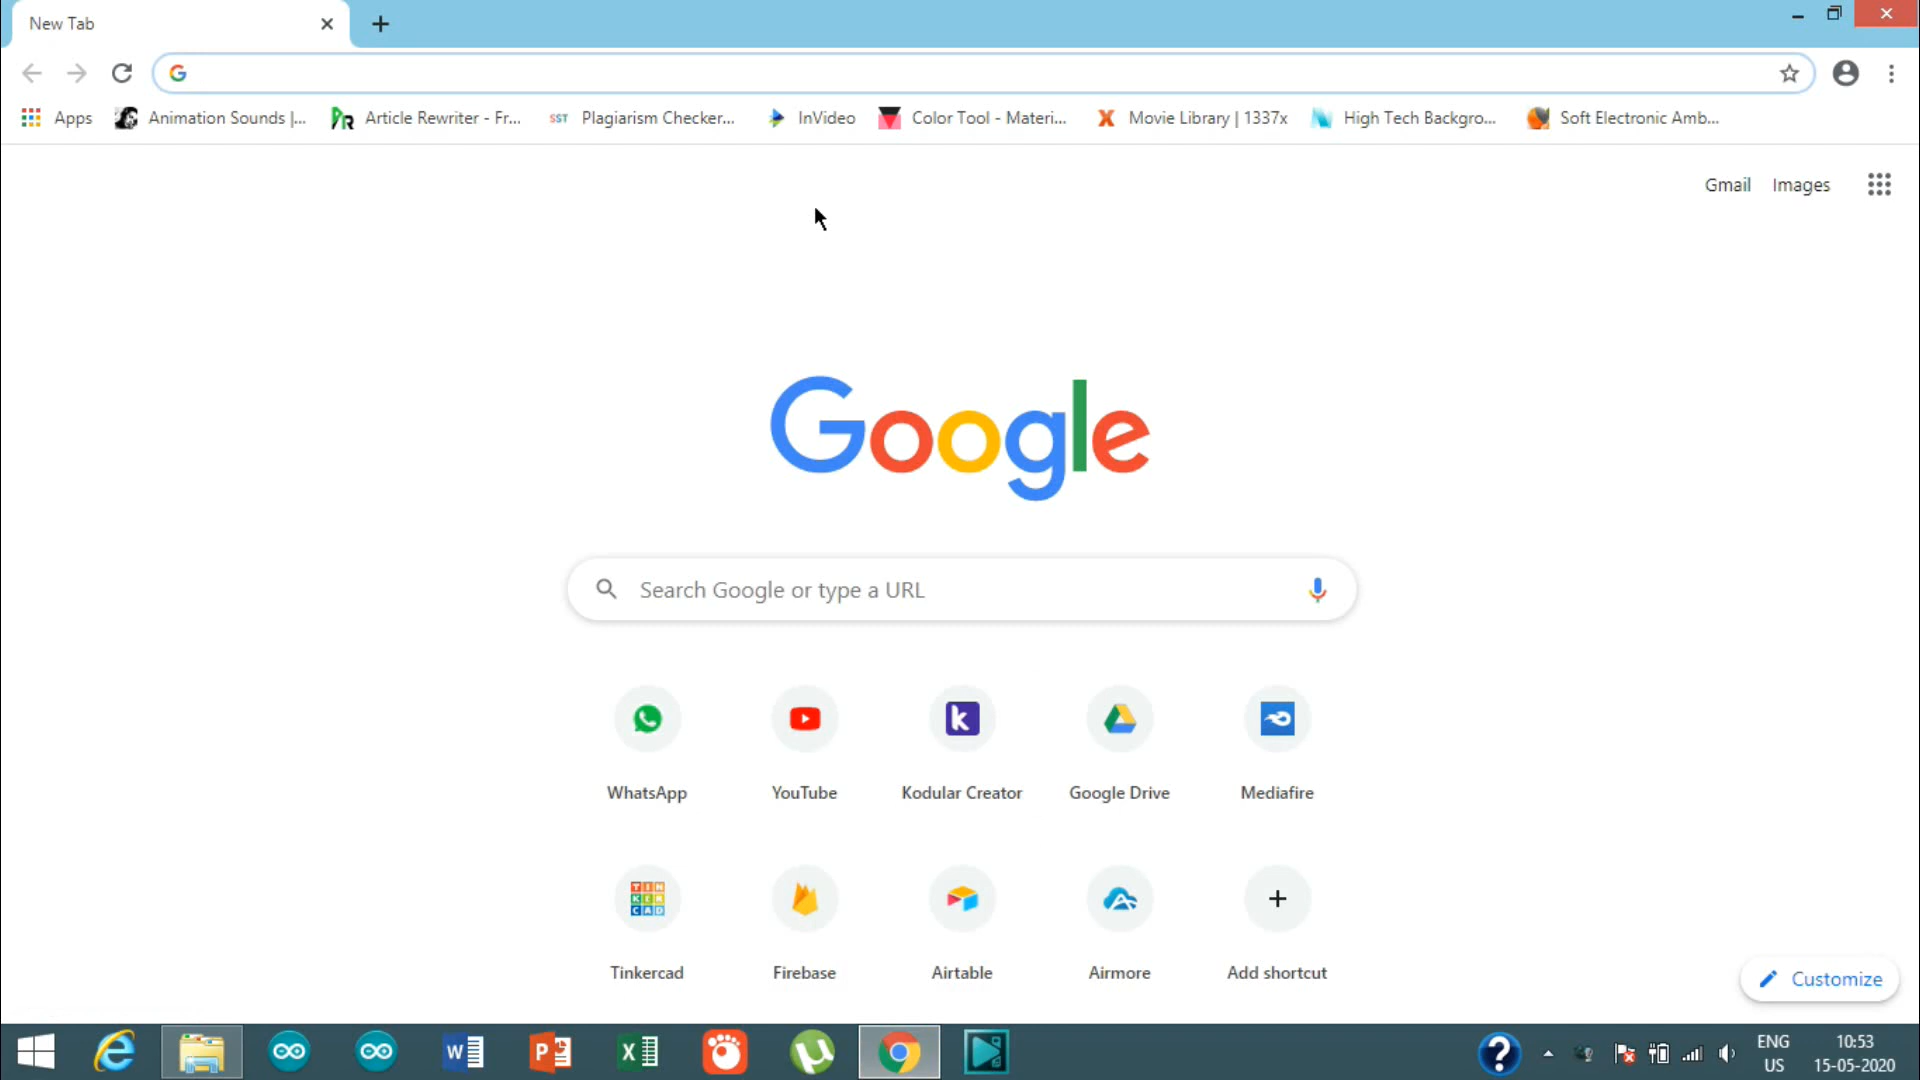 New Tab
Apps
Animation Sounds |...
Article Rewriter - Fr...
SST
Plagiarism Checker...
InVideo
Color Tool - Materi...
Movie Library | 1337x
High Tech Backgro...
Soft Electronic Amb...
Gmail
Images
Google
Search Google or type a URL
WhatsApp
YouTube
Kodular Creator
Google Drive
Mediafire
TINKERCAD
Tinkercad
Firebase
Airtable
Airmore
Add shortcut
Customize
ENG
US
10:53
15-05-2020